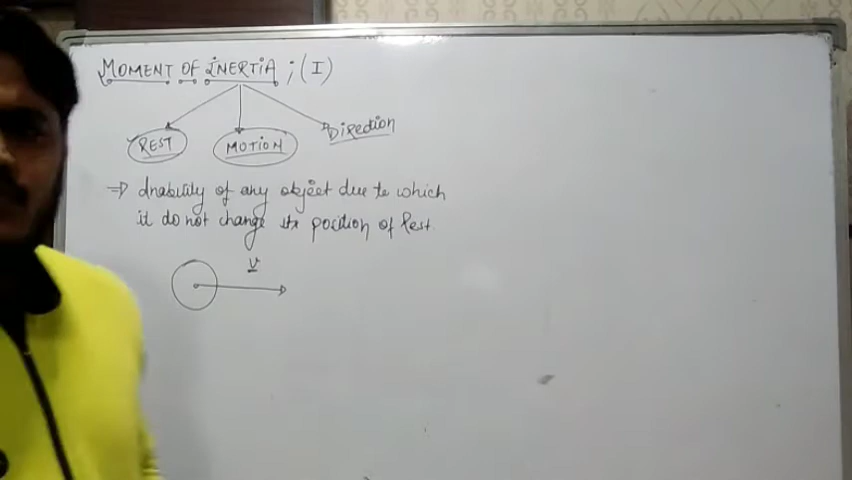 MOMENT OF INERTIA ; (I)
REST
MOTION
Direction
⇒ Inability of any object due to which
it do not change its position of Rest.
v